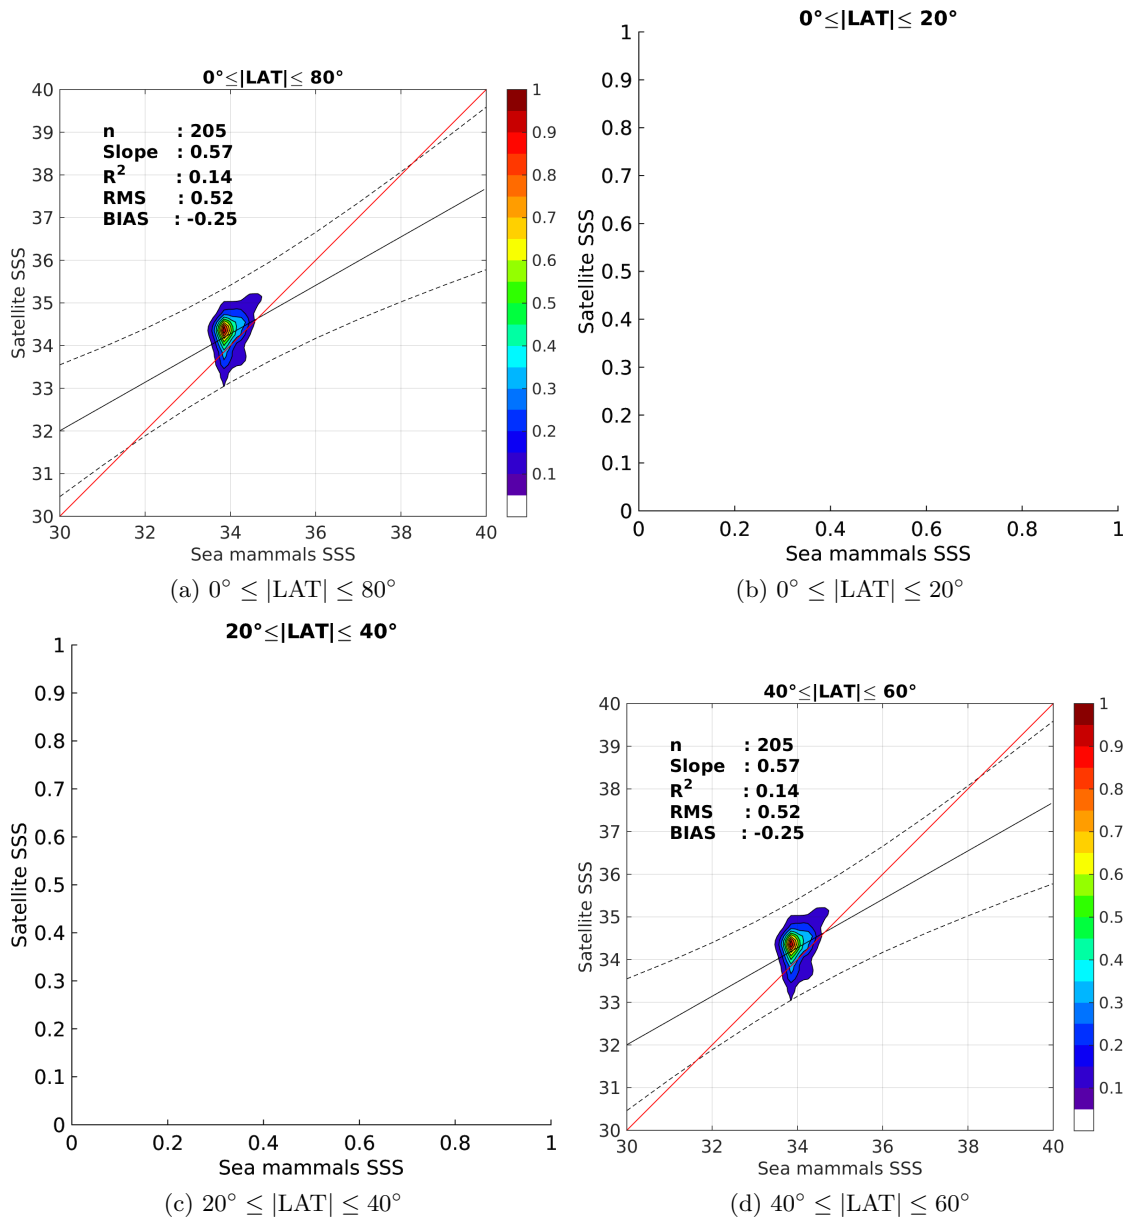 0°≤|LAT|≤ 80°
40
39
38
37
36
35
34
33
32
31
30
n : 205
Slope : 0.57
R² : 0.14
RMS : 0.52
BIAS : -0.25
Satellite SSS
30 32 34 36 38 40
Sea mammals SSS
1
0.9
0.8
0.7
0.6
0.5
0.4
0.3
0.2
0.1
(a) 0° ≤ |LAT| ≤ 80°
0°≤|LAT|≤ 20°
1
0.9
0.8
0.7
0.6
0.5
0.4
0.3
0.2
0.1
0
Satellite SSS
0 0.2 0.4 0.6 0.8 1
Sea mammals SSS
(b) 0° ≤ |LAT| ≤ 20°
20°≤|LAT|≤ 40°
1
0.9
0.8
0.7
0.6
0.5
0.4
0.3
0.2
0.1
0
Satellite SSS
0 0.2 0.4 0.6 0.8 1
Sea mammals SSS
(c) 20° ≤ |LAT| ≤ 40°
40°≤|LAT|≤ 60°
40
39
38
37
36
35
34
33
32
31
30
n : 205
Slope : 0.57
R² : 0.14
RMS : 0.52
BIAS : -0.25
Satellite SSS
30 32 34 36 38 40
Sea mammals SSS
1
0.9
0.8
0.7
0.6
0.5
0.4
0.3
0.2
0.1
(d) 40° ≤ |LAT| ≤ 60°